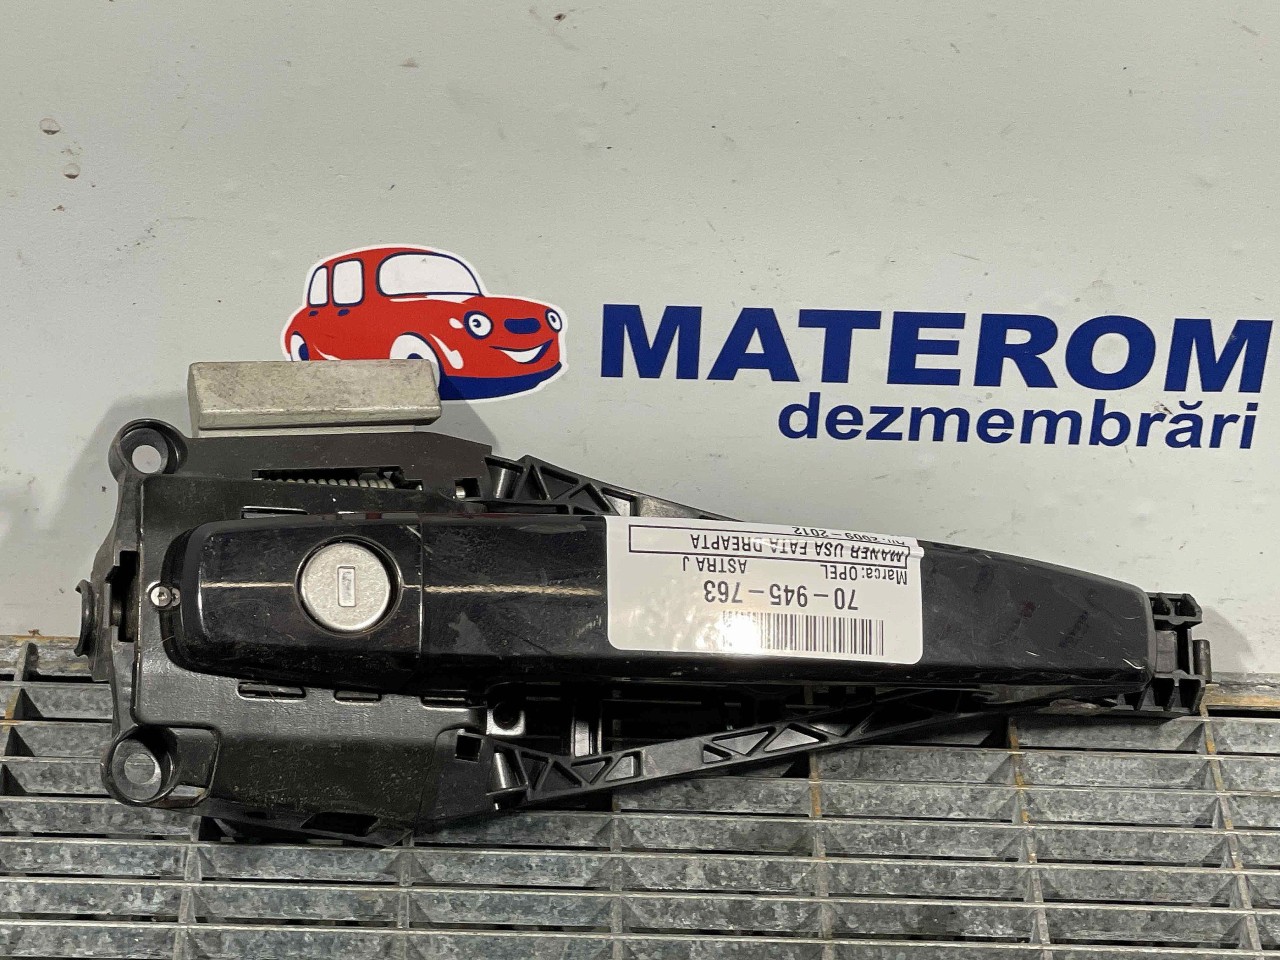 MATEROM
dezmembrări
70-945-763
Marca: OPEL ASTRA J
MANER USA FATA DREAPTA
2009 - 2012